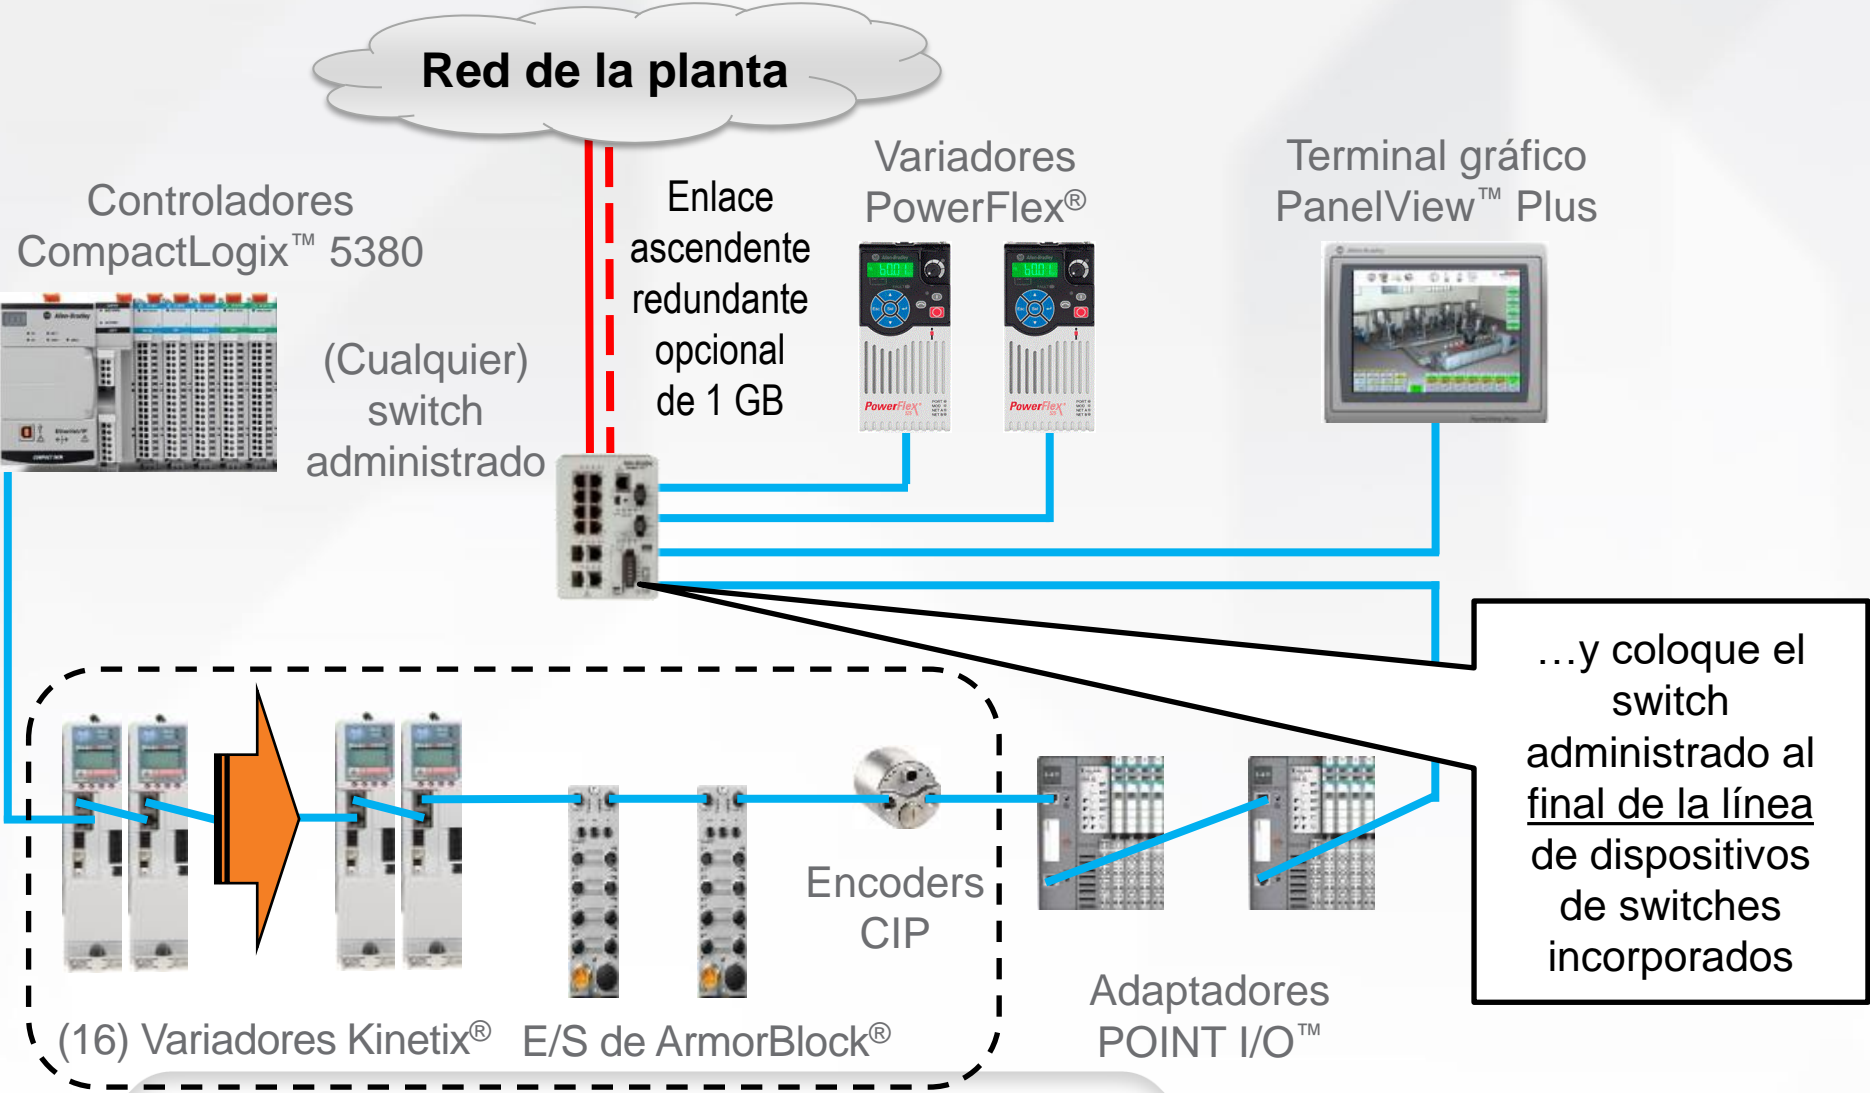 Red de la planta
Controladores
CompactLogix™ 5380
(Cualquier)
switch
administrado
Enlace
ascendente
redundante
opcional
de 1 GB
Variadores
PowerFlex®
Terminal gráfico
PanelView™ Plus
PowerFlex
PowerFlex
…y coloque el
switch
administrado al
final de la línea
de dispositivos
de switches
incorporados
Encoders
CIP
(16) Variadores Kinetix®
E/S de ArmorBlock®
Adaptadores
POINT I/O™